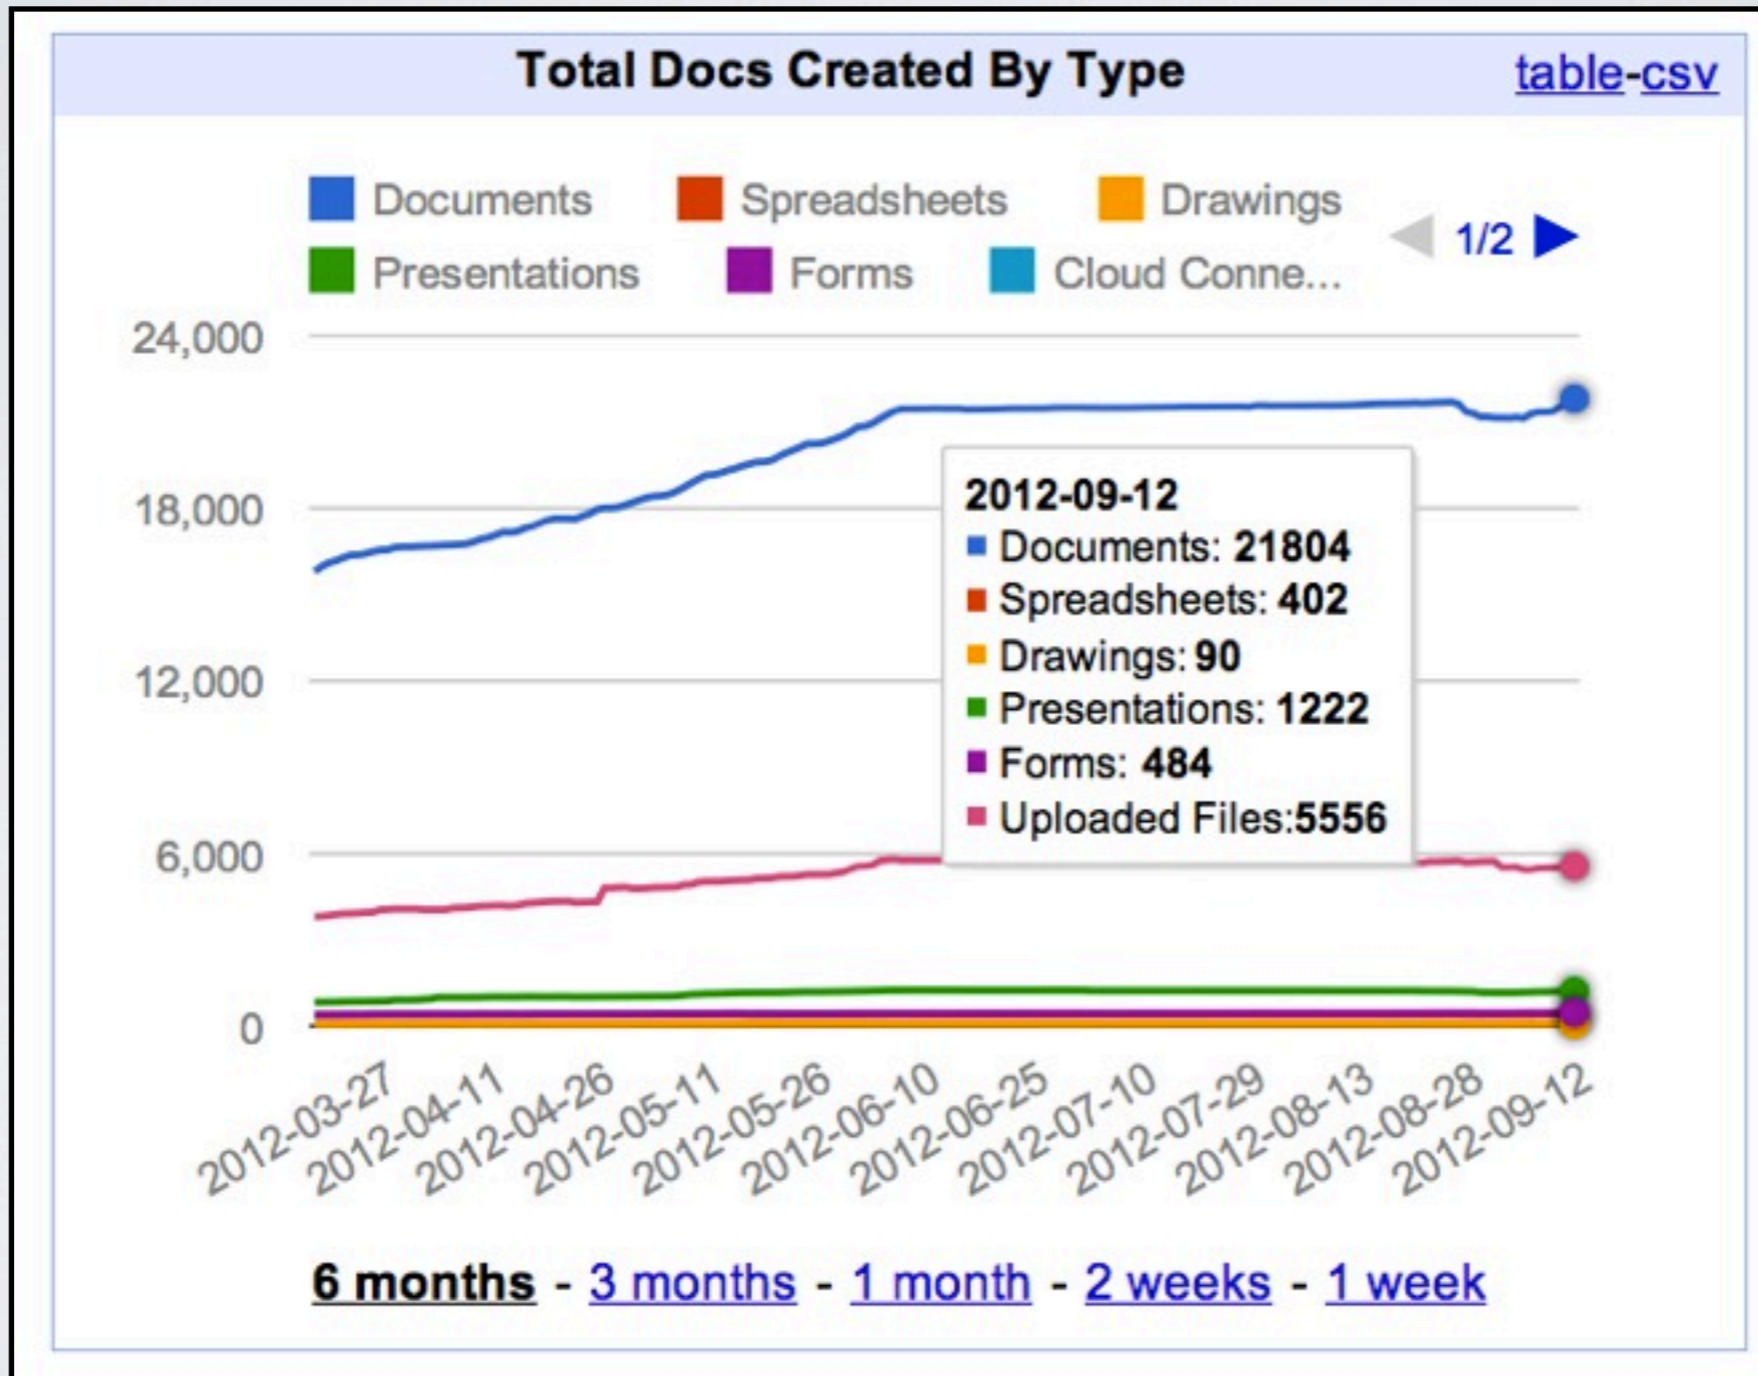 Total Docs Created By Type table-csv
Documents Spreadsheets Drawings
1/2
Presentations Forms Cloud Conne...
24,000
18,000
12,000
6,000
0
2012-09-12
Documents: 21804
Spreadsheets: 402
Drawings: 90
Presentations: 1222
Forms: 484
Uploaded Files:5556
2012-03-27 2012-04-11 2012-04-26 2012-05-11 2012-05-26 2012-06-10 2012-06-25 2012-07-10 2012-07-29 2012-08-13 2012-08-28 2012-09-12
6 months - 3 months - 1 month - 2 weeks - 1 week